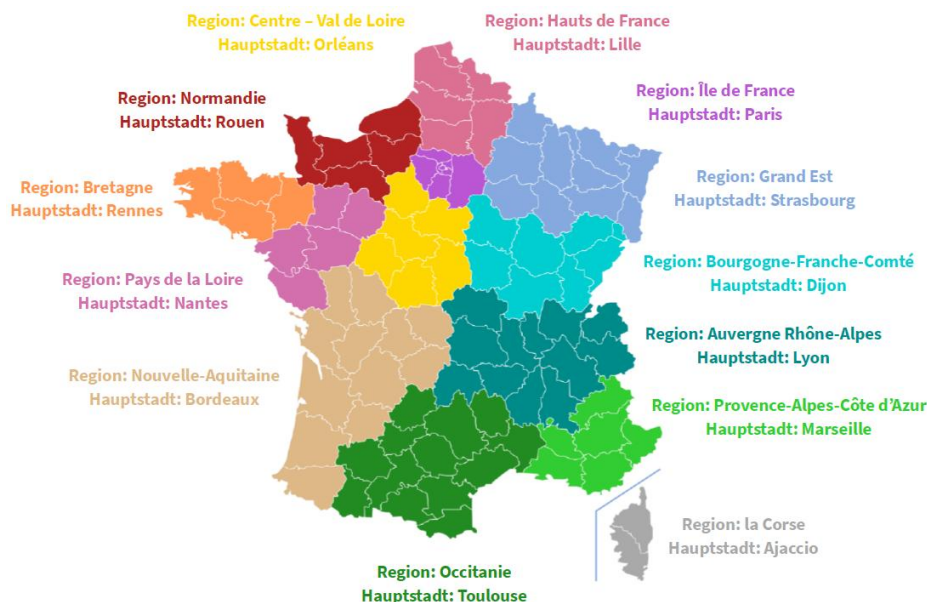 Region: Centre – Val de Loire
Hauptstadt: Orléans
Region: Hauts de France
Hauptstadt: Lille
Region: Normandie
Hauptstadt: Rouen
Region: Île de France
Hauptstadt: Paris
Region: Bretagne
Hauptstadt: Rennes
Region: Grand Est
Hauptstadt: Strasbourg
Region: Pays de la Loire
Hauptstadt: Nantes
Region: Bourgogne-Franche-Comté
Hauptstadt: Dijon
Region: Auvergne Rhône-Alpes
Hauptstadt: Lyon
Region: Nouvelle-Aquitaine
Hauptstadt: Bordeaux
Region: Provence-Alpes-Côte d’Azur
Hauptstadt: Marseille
Region: la Corse
Hauptstadt: Ajaccio
Region: Occitanie
Hauptstadt: Toulouse